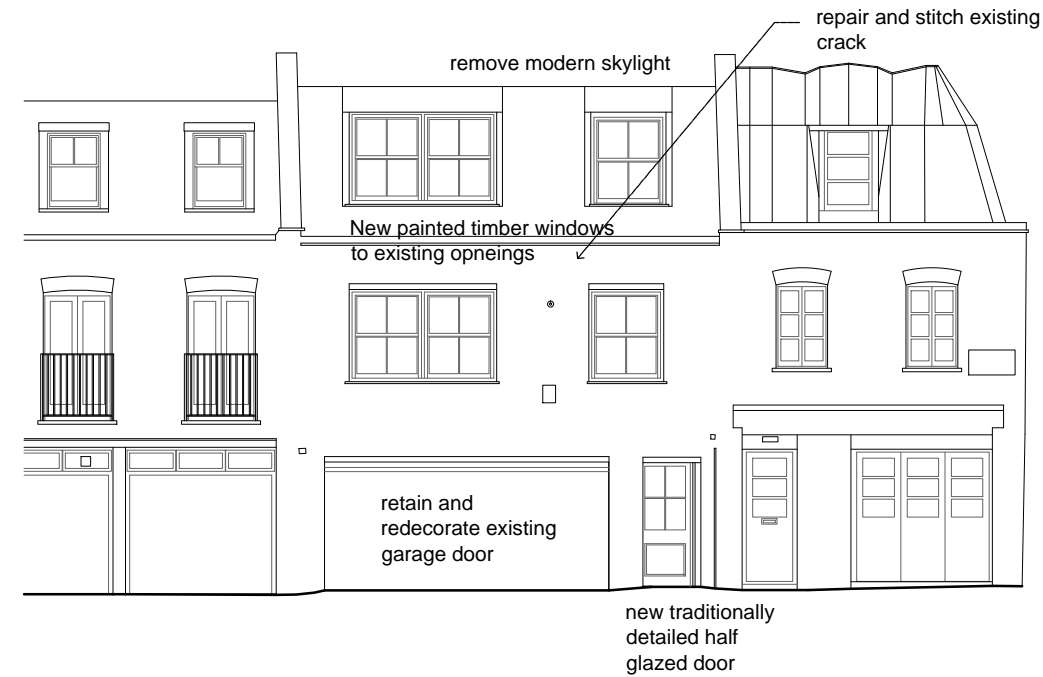 repair and stitch existing
crack
remove modern skylight
New painted timber windows
to existing opneings
retain and
redecorate existing
garage door
new traditionally
detailed half
glazed door